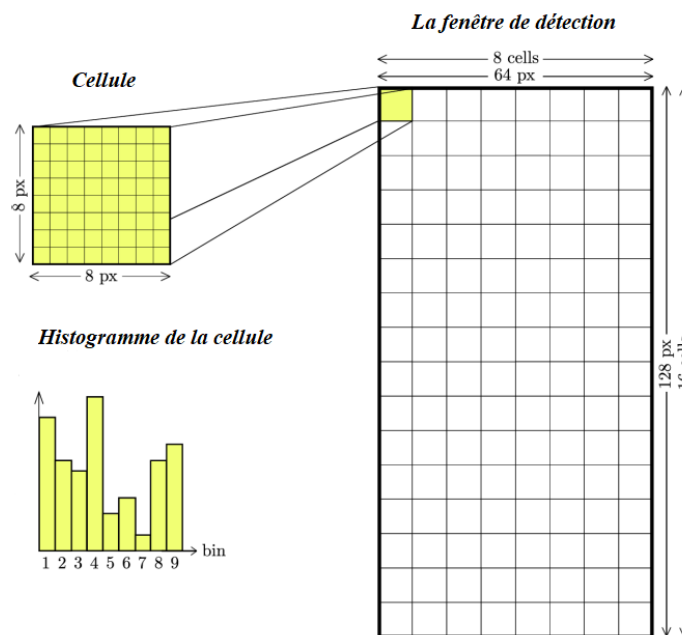 La fenêtre de détection
8 cells
64 px
Cellule
8 px
8 px
Histogramme de la cellule
128 px
bin
1 2 3 4 5 6 7 8 9